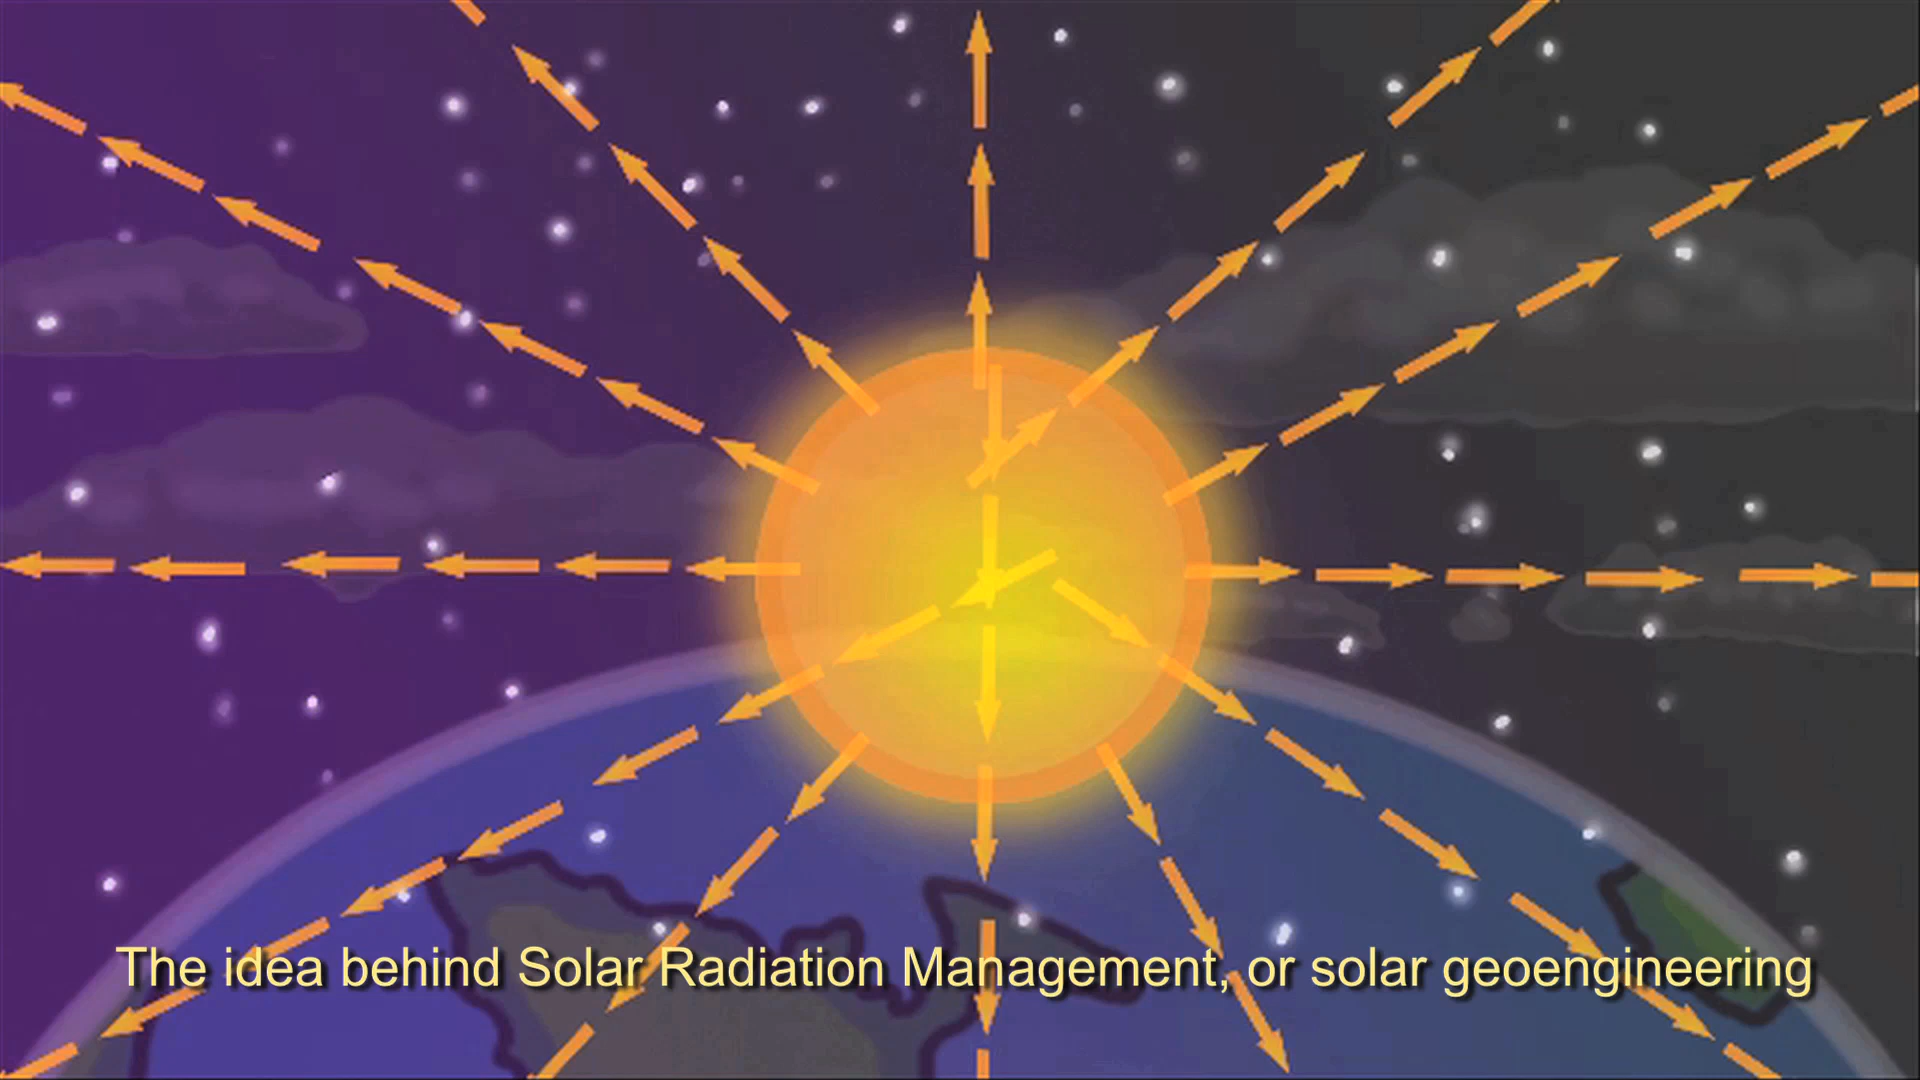 The idea behind Solar Radiation Management, or solar geoengineering